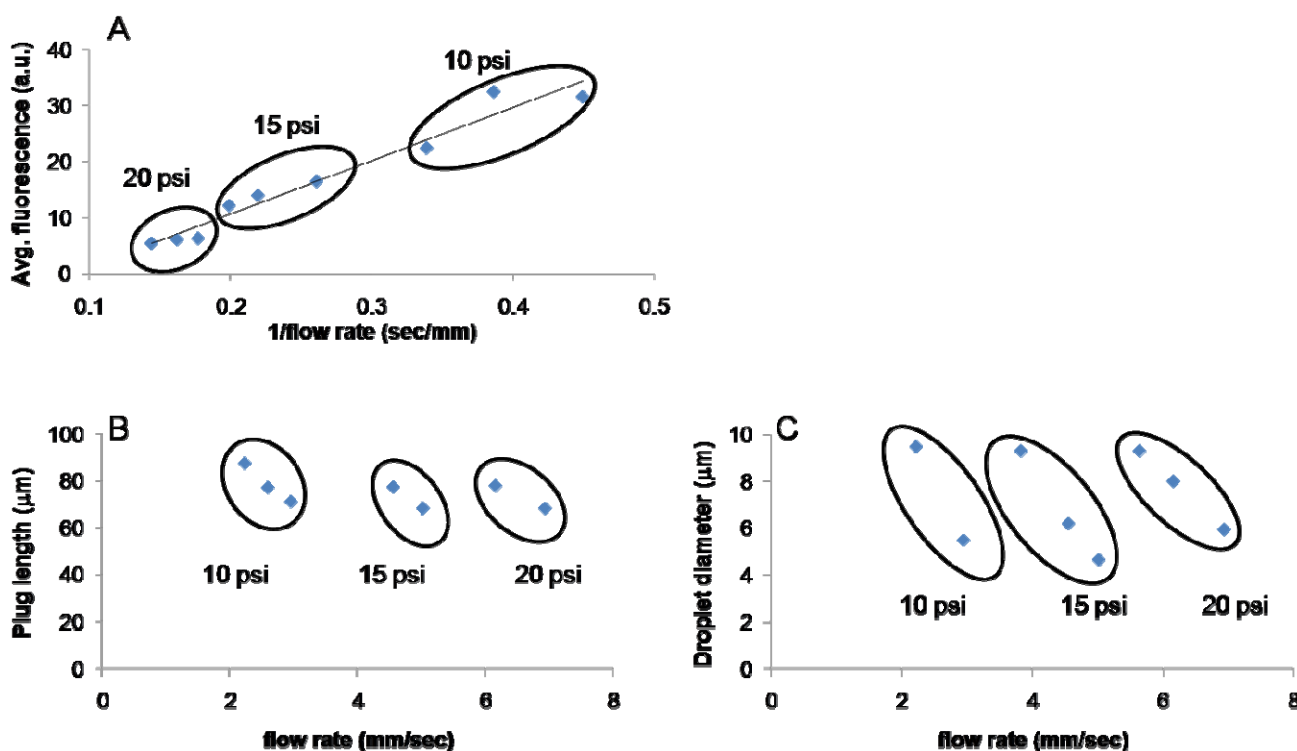 A
Avg. fluorescence (a.u.)
40
30
20
10
0
20 psi
15 psi
10 psi
0.1
0.2
0.3
0.4
0.5
1/flow rate (sec/mm)
B
Plug length (μm)
100
80
60
40
20
0
10 psi
15 psi
20 psi
0
2
4
6
8
flow rate (mm/sec)
C
Droplet diameter (μm)
10
8
6
4
2
0
10 psi
15 psi
20 psi
0
2
4
6
8
flow rate (mm/sec)